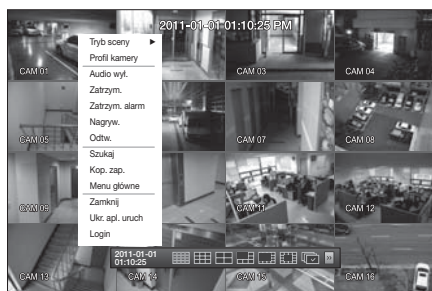 2011-01-01 01:10:25 PM
CAM 01
CAM 03
CAM 04
Tryb sceny
Profil kamery
Audio wył.
Zatrzym.
Zatrzym. alarm
Nagryw.
Odtw.
Szukaj
Kop. zap.
Menu główne
Zamknij
Ukr. apl. uruch
Login
CAM 05
CAM 07
CAM 08
CAM 09
CAM 11
CAM 12
2011-01-01
01:10:25
CAM 13
CAM 14
CAM 15
CAM 16